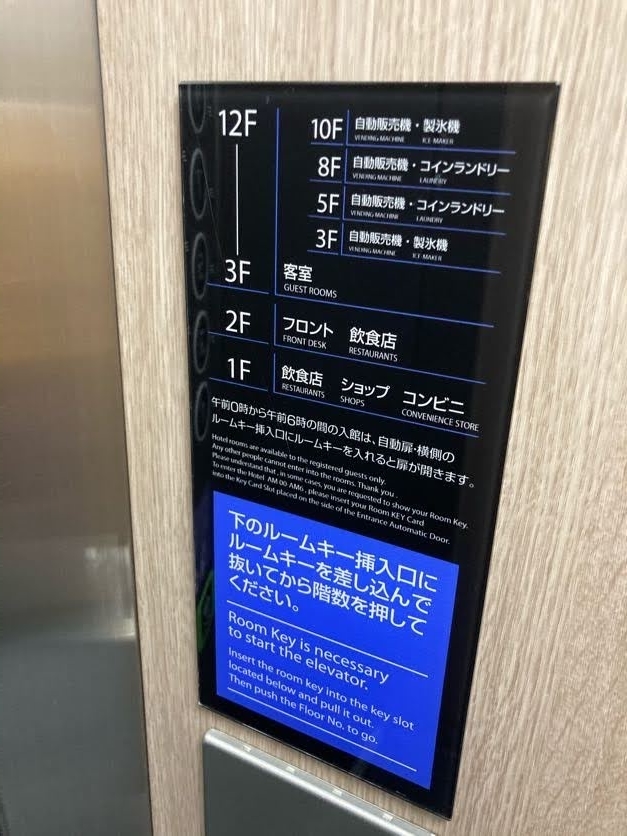 12F
3F
10F 自動販売機・製氷機
VENDING MACHINE ICE MAKER
8F 自動販売機・コインランドリー
VENDING MACHINE LAUNDRY
5F 自動販売機・コインランドリー
VENDING MACHINE LAUNDRY
3F 自動販売機・製氷機
VENDING MACHINE ICE MAKER
客室
GUEST ROOMS
2F フロント 飲食店
FRONT DESK RESTAURANTS
1F 飲食店 ショップ コンビニ
RESTAURANTS SHOPS CONVENIENCE STORE
午前0時から午前6時の間の入館は、自動扉・横側の
ルームキー挿入口にルームキーを入れると扉が開きます。
Hotel rooms are available to the registered guests only.
Any other people cannot enter into the rooms. Thank you.
Please understand that, in some cases, you are requested to show your Room Key.
To enter the Hotel AM 00 AM6, please insert your Room KEY Card
into the Key Card Slot placed on the side of the Entrance Automatic Door.
下のルームキー挿入口に
ルームキーを差し込んで
抜いてから階数を押して
ください。
Room Key is necessary
to start the elevator.
Insert the room key into the key slot
located below and pull it out.
Then push the Floor No. to go.